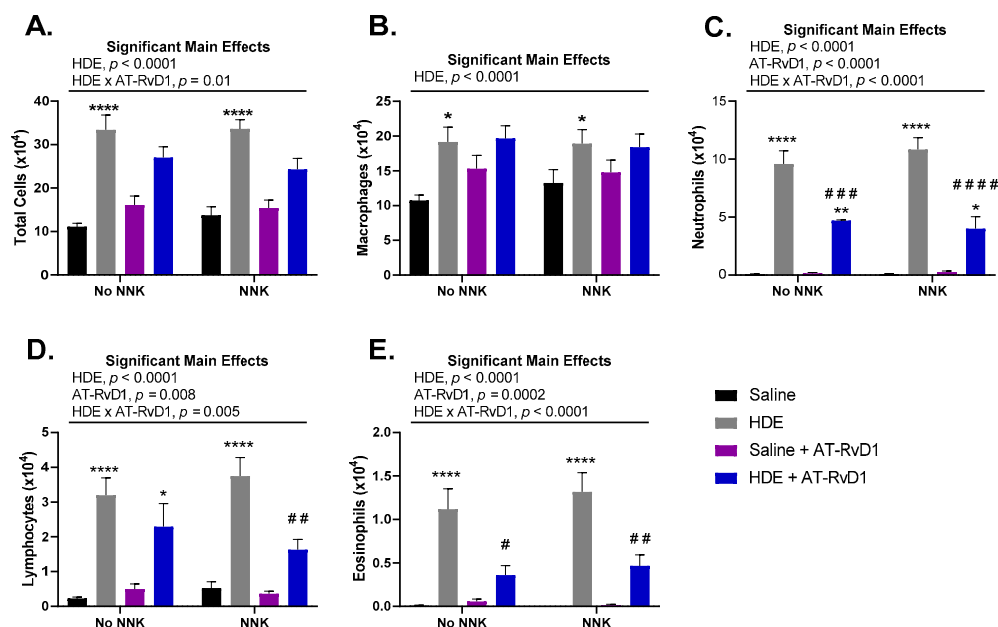 A.
Significant Main Effects
HDE, p < 0.0001
HDE x AT-RvD1, p = 0.01
Total Cells (x10⁴)
40
30
20
10
0
****
****
No NNK
NNK
B.
Significant Main Effects
HDE, p < 0.0001
Macrophages (x10⁴)
25
20
15
10
5
0
*
*
No NNK
NNK
C.
Significant Main Effects
HDE, p < 0.0001
AT-RvD1, p < 0.0001
HDE x AT-RvD1, p < 0.0001
Neutrophils (x10⁴)
15
10
5
0
****
###
**
****
####
*
No NNK
NNK
D.
Significant Main Effects
HDE, p < 0.0001
AT-RvD1, p = 0.008
HDE x AT-RvD1, p = 0.005
Lymphocytes (x10⁴)
5
4
3
2
1
0
****
*
****
##
No NNK
NNK
E.
Significant Main Effects
HDE, p < 0.0001
AT-RvD1, p = 0.0002
HDE x AT-RvD1, p < 0.0001
Eosinophils (x10⁴)
2.0
1.5
1.0
0.5
0.0
****
#
****
##
No NNK
NNK
Saline
HDE
Saline + AT-RvD1
HDE + AT-RvD1